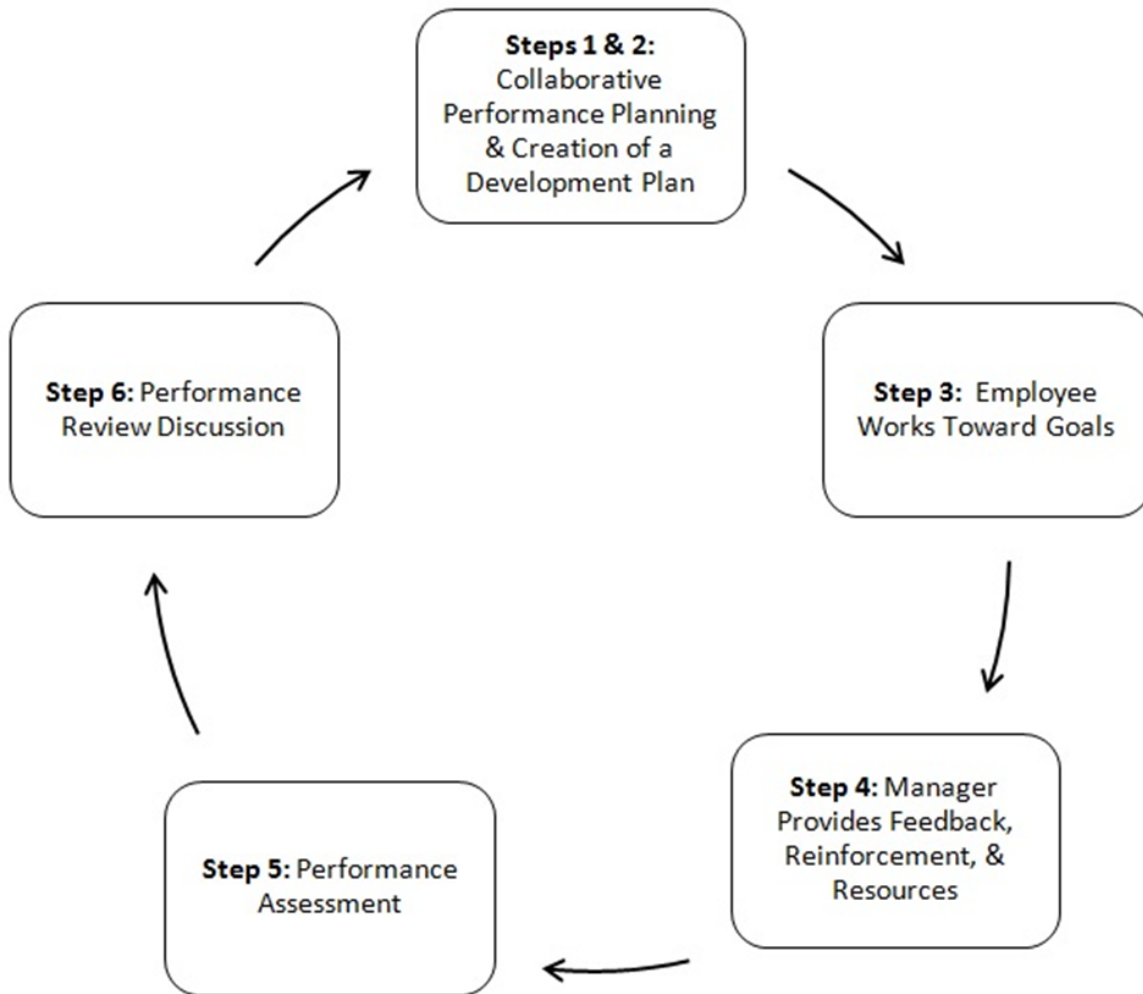 Steps 1 & 2:
Collaborative
Performance Planning
& Creation of a
Development Plan
Step 3:  Employee
Works Toward Goals
Step 4: Manager
Provides Feedback,
Reinforcement, &
Resources
Step 5: Performance
Assessment
Step 6: Performance
Review Discussion